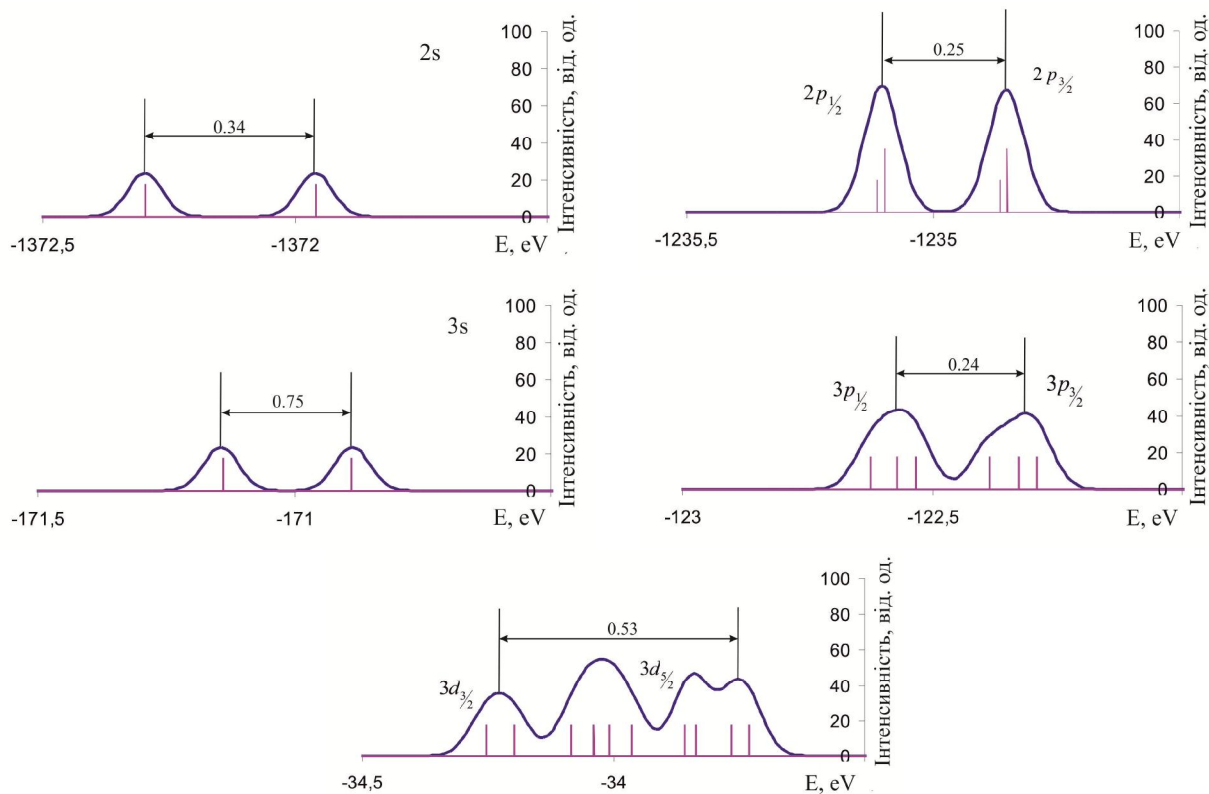 2s
0.34
100
80
60
40
20
0
Інтенсивність, від. од.
-1372,5
-1372
E, eV
2p½
0.25
2p3/2
100
80
60
40
20
0
Інтенсивність, від. од.
-1235,5
-1235
E, eV
3s
0.75
100
80
60
40
20
0
Інтенсивність, від. од.
-171,5
-171
E, eV
3p½
0.24
3p3/2
100
80
60
40
20
0
Інтенсивність, від. од.
-123
-122,5
E, eV
3d3/2
0.53
3d5/2
100
80
60
40
20
0
Інтенсивність, від. од.
-34,5
-34
E, eV